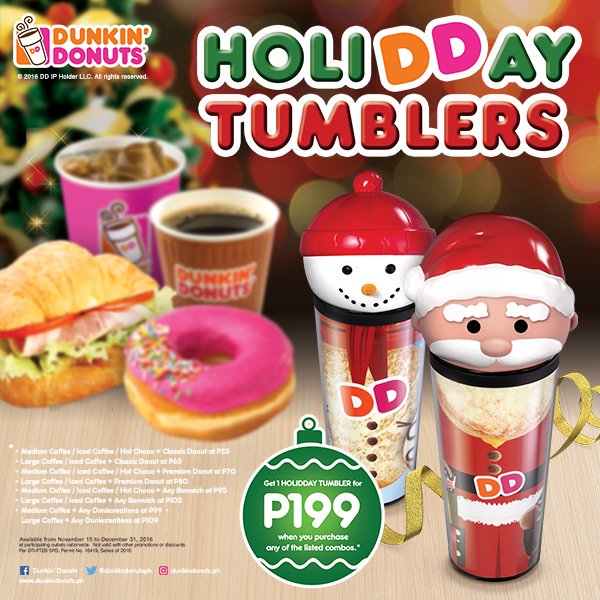 DUNKIN'
DONUTS
© 2016 DD IP Holder LLC. All rights reserved.
HOLIDDAY
TUMBLERS
DUNKIN'
DONUTS
DD
DD
* • Medium Coffee / Iced Coffee / Hot Choco + Classic Donut at P55
• Large Coffee / Iced Coffee + Classic Donut at P65
• Medium Coffee / Iced Coffee / Hot Choco + Premium Donut at P70
• Large Coffee / Iced Coffee + Premium Donut at P80
• Medium Coffee / Iced Coffee / Hot Choco + Any Bunwich at P95
• Large Coffee / Iced Coffee + Any Bunwich at P105
• Medium Coffee + Any Dunkcreations at P99 •
Large Coffee + Any Dunkcreations at P109
Get 1 HOLIDDAY TUMBLER for
P199
when you purchase
any of the listed combos.*
Available from November 15 to December 31, 2016
at participating outlets nationwide. Not valid with other promotions or discounts.
Per DTI-FTEB SPD, Permit No. 16419, Series of 2016.
Dunkin' Donuts @dunkindonutsph dunkindonuts.ph
www.dunkindonuts.ph